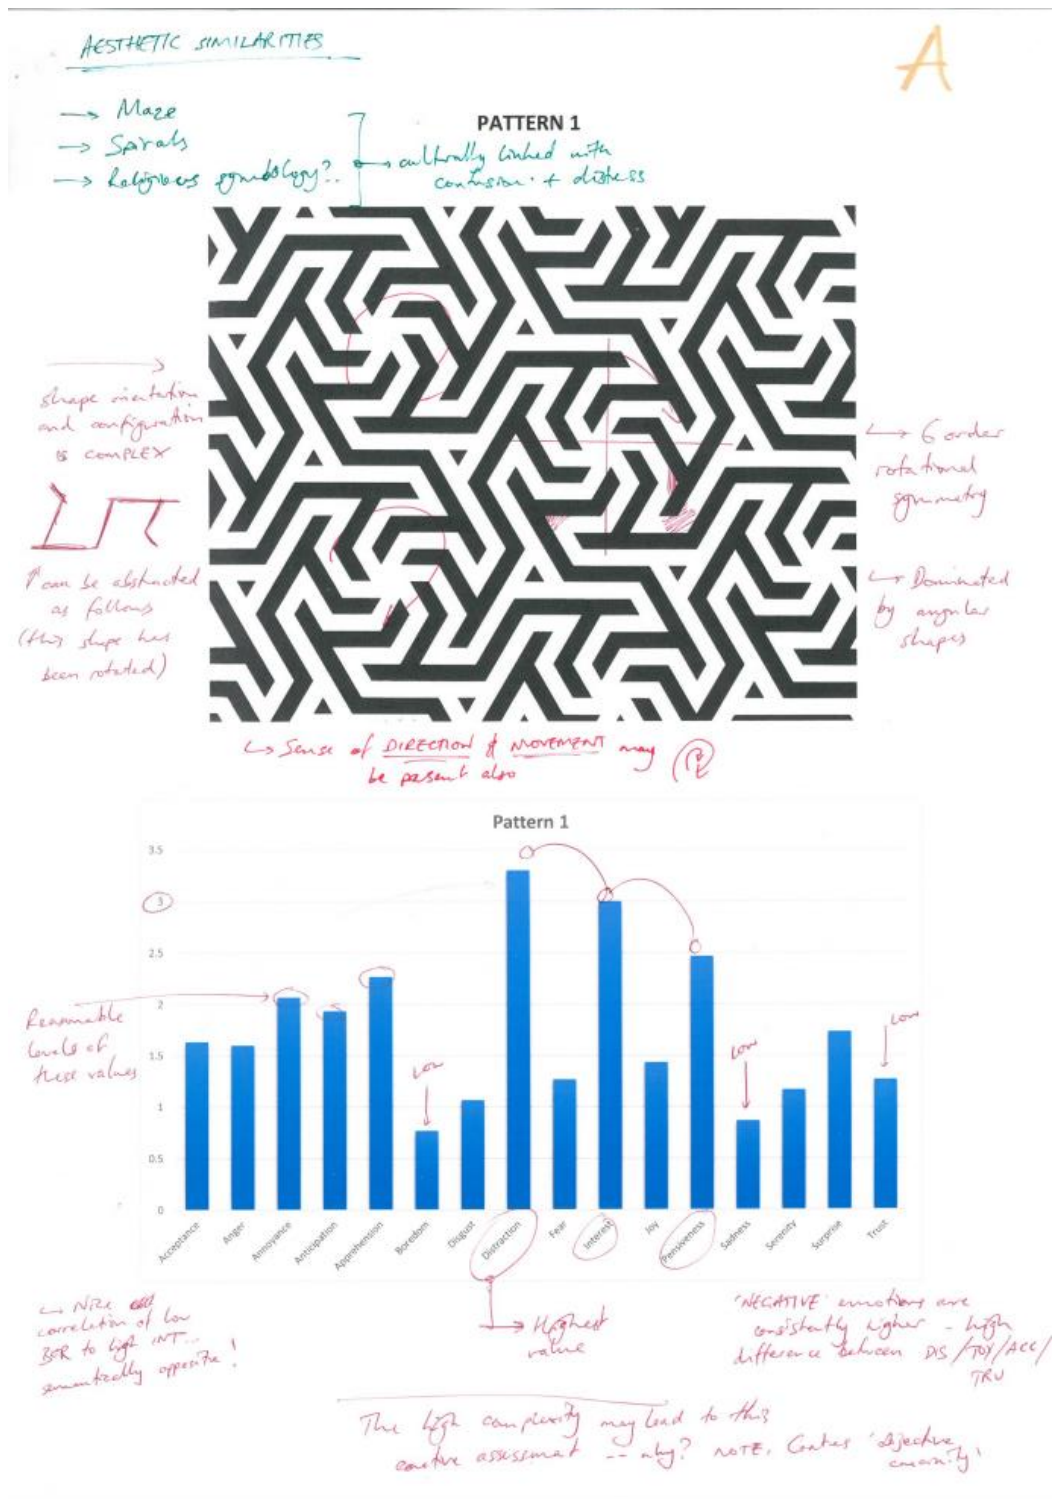 AESTHETIC SIMILARITIES
A
→ Maze
→ Spirals
→ Religious symbology?..
→ culturally linked with
confusion + distress
PATTERN 1
shape orientation
and configuration
is COMPLEX
↑ can be abstracted
as follows
(this shape has
been rotated)
↳ 6 order
rotational
symmetry
↳ Dominated
by angular
shapes
↳ Sense of DIRECTION & MOVEMENT may
be present also
Pattern 1
3.5
3
2.5
2
1.5
1
0.5
0
Reasonable
levels of
these values
Low
Low
Low
Acceptance
Anger
Annoyance
Anticipation
Apprehension
Boredom
Disgust
Distraction
Fear
Interest
Joy
Pensiveness
Sadness
Serenity
Surprise
Trust
↳ Note
correlation of low
BOR to high INT...
semantically opposite!
→ Highest
value
'NEGATIVE' emotions are
consistently higher - high
difference between DIS/JOY/ACC/
TRU
The high complexity may lead to this
emotive assessment -- why? NOTE,